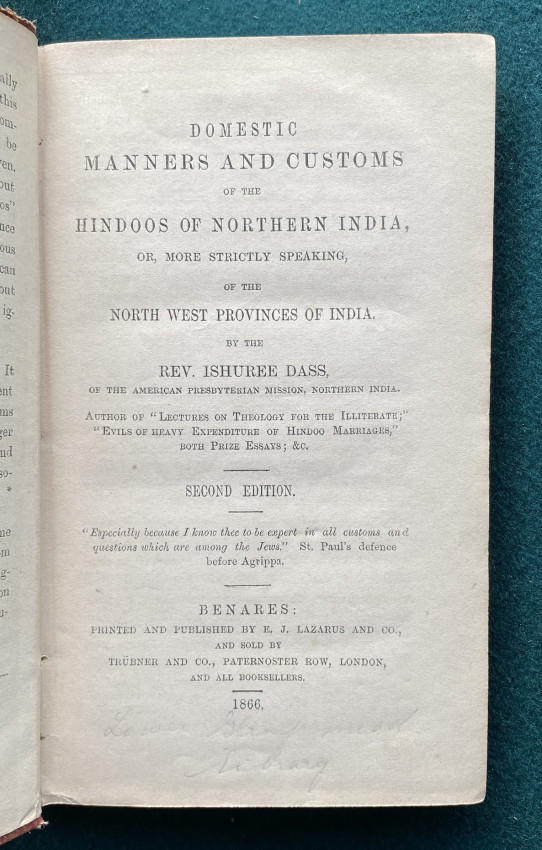 DOMESTIC
MANNERS AND CUSTOMS
OF THE
HINDOOS OF NORTHERN INDIA,
OR, MORE STRICTLY SPEAKING,
OF THE
NORTH WEST PROVINCES OF INDIA.
BY THE
REV. ISHUREE DASS,
OF THE AMERICAN PRESBYTERIAN MISSION, NORTHERN INDIA.
AUTHOR OF "LECTURES ON THEOLOGY FOR THE ILLITERATE;"
"EVILS OF HEAVY EXPENDITURE OF HINDOO MARRIAGES,"
BOTH PRIZE ESSAYS; &C.
SECOND EDITION.
"Especially because I know thee to be expert in all customs and
questions which are among the Jews." St. Paul's defence
before Agrippa.
BENARES:
PRINTED AND PUBLISHED BY E. J. LAZARUS AND CO.,
AND SOLD BY
TRÜBNER AND CO., PATERNOSTER ROW, LONDON,
AND ALL BOOKSELLERS.
1866.
Library